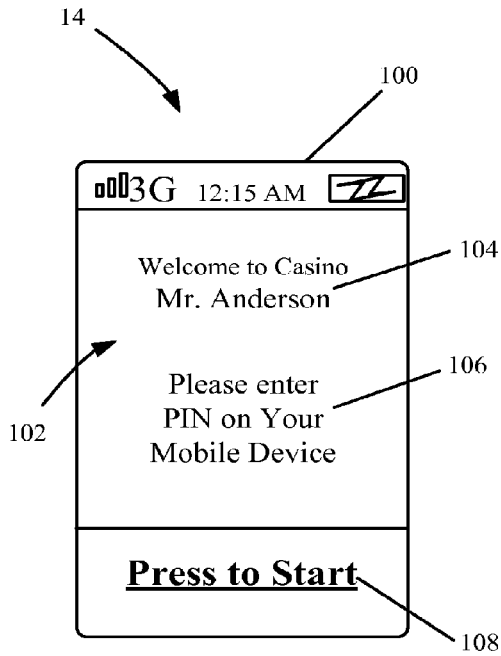 14
100
3G 12:15 AM
Welcome to Casino
Mr. Anderson
104
Please enter
PIN on Your
Mobile Device
106
102
Press to Start
108